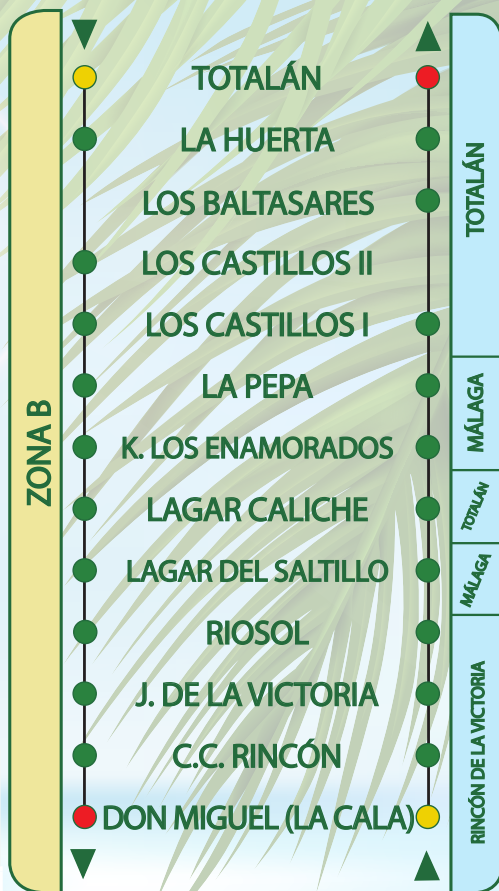 ZONA B
TOTALÁN
LA HUERTA
LOS BALTASARES
LOS CASTILLOS II
LOS CASTILLOS I
LA PEPA
K. LOS ENAMORADOS
LAGAR CALICHE
LAGAR DEL SALTILLO
RIOSOL
J. DE LA VICTORIA
C.C. RINCÓN
DON MIGUEL (LA CALA)
TOTALÁN
MÁLAGA
TOTALÁN
MÁLAGA
RINCÓN DE LA VICTORIA